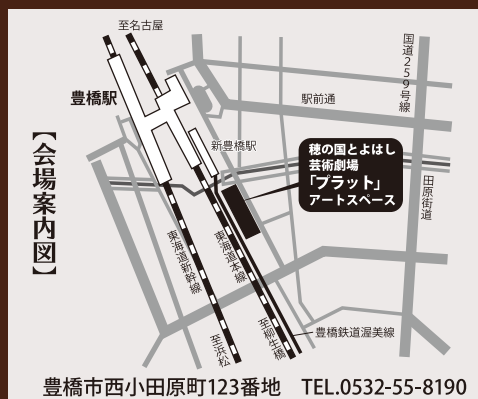 至名古屋
豊橋駅
国道259号線
駅前通
新豊橋駅
穂の国とよはし
芸術劇場
「プラット」
アートスペース
【会場案内図】
田原街道
東海道新幹線
東海道本線
至浜松
至柳生橋
豊橋鉄道渥美線
豊橋市西小田原町123番地 TEL.0532-55-8190